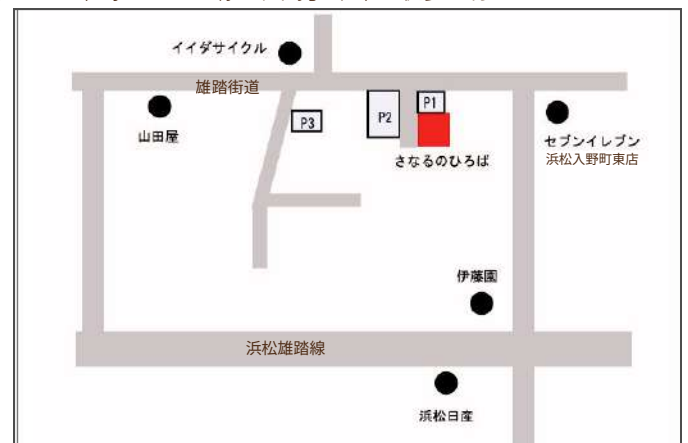 イイダサイクル
雄踏街道
P1
P2
P3
山田屋
さなるのひろば
セブンイレブン
浜松入野町東店
伊藤園
浜松雄踏線
浜松日産